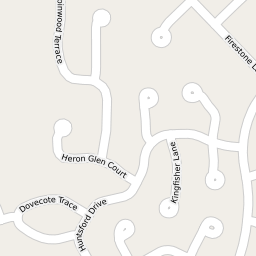 Firestone L
Terrace
Kingfisher Lane
Heron Glen Court
Dovecote Trace
Huntsford Drive